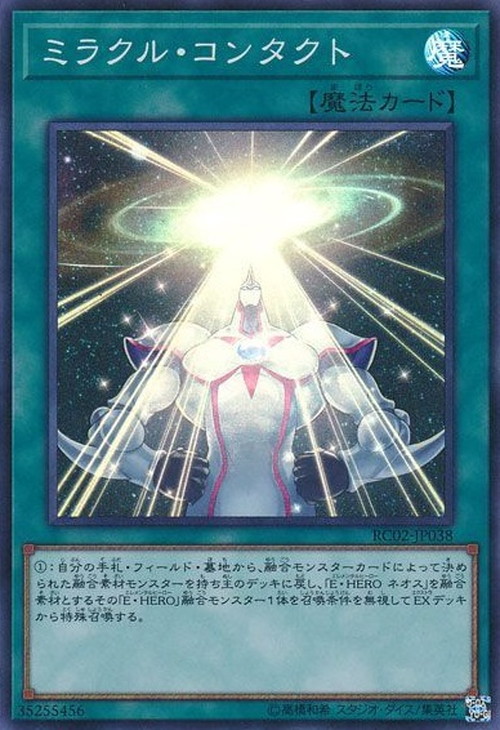 ミラクル・コンタクト
魔
【魔法カード】
RC02-JP038
①:自分の手札・フィールド・墓地から、融合モンスターカードによって決め
られた融合素材モンスターを持ち主のデッキに戻し、「E・HERO ネオス」を融合
素材とするその「E・HERO」融合モンスター1体を召喚条件を無視してEXデッキ
から特殊召喚する。
35255456
©高橋和希 スタジオ・ダイス/集英社